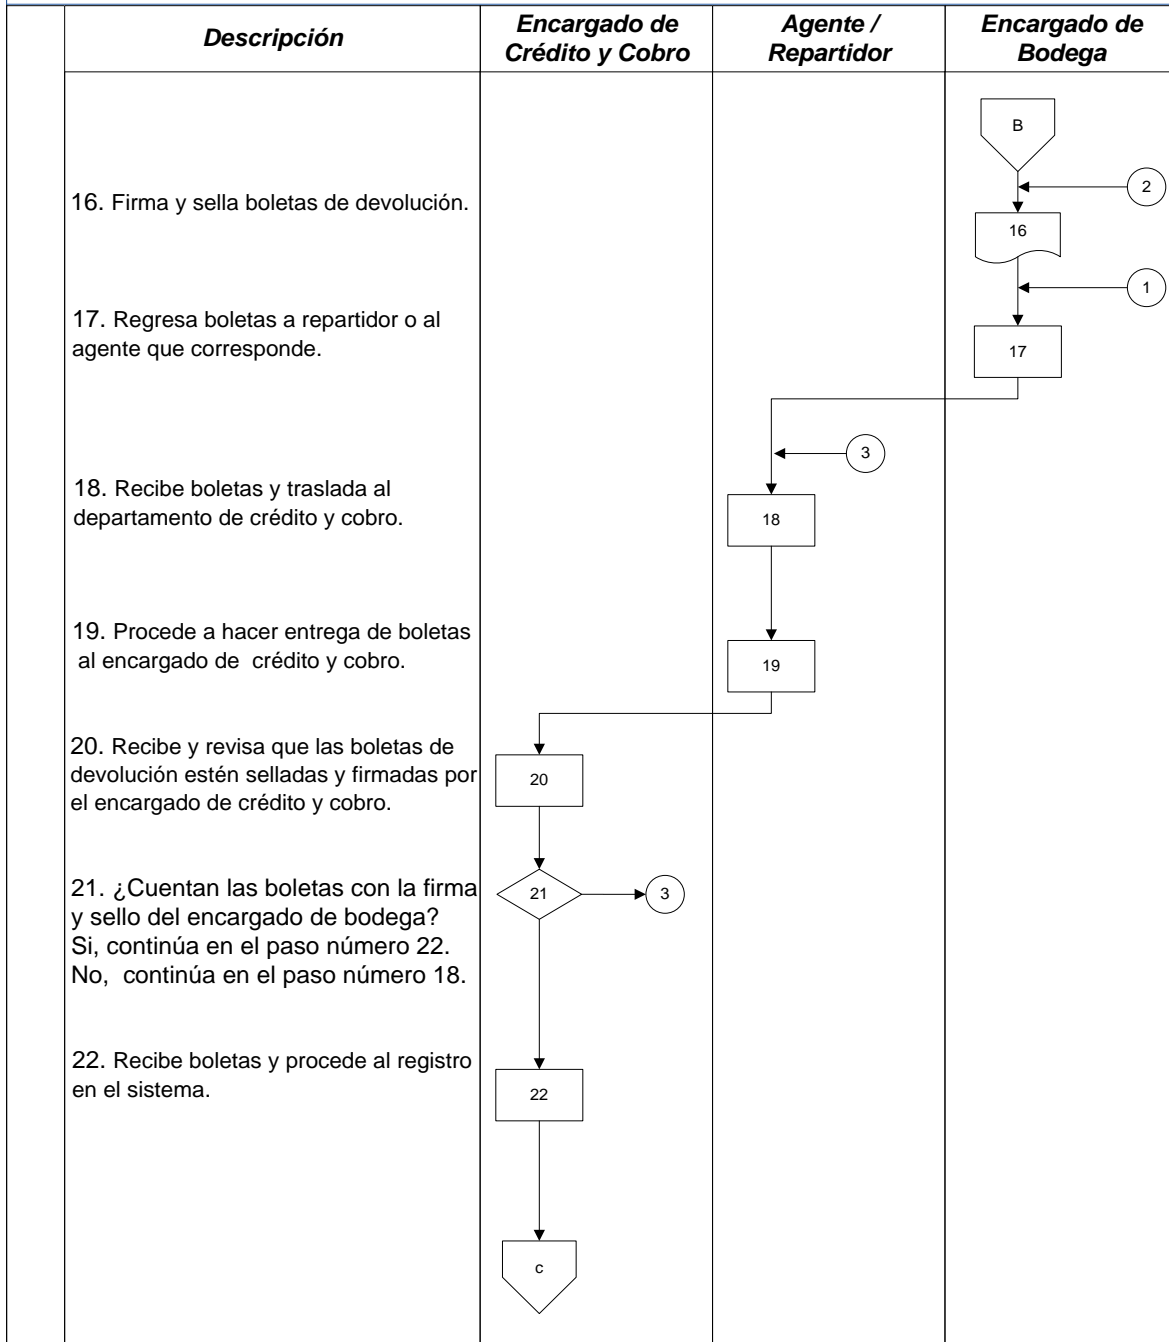 Descripción
Encargado de
Crédito y Cobro
Agente /
Repartidor
Encargado de
Bodega
B
2
16. Firma y sella boletas de devolución.
16
1
17. Regresa boletas a repartidor o al
agente que corresponde.
17
3
18. Recibe boletas y traslada al
departamento de crédito y cobro.
18
19. Procede a hacer entrega de boletas
al encargado de  crédito y cobro.
19
20. Recibe y revisa que las boletas de
devolución estén selladas y firmadas por
el encargado de crédito y cobro.
20
21. ¿Cuentan las boletas con la firma
y sello del encargado de bodega?
Si, continúa en el paso número 22.
No,  continúa en el paso número 18.
21
3
22. Recibe boletas y procede al registro
en el sistema.
22
c